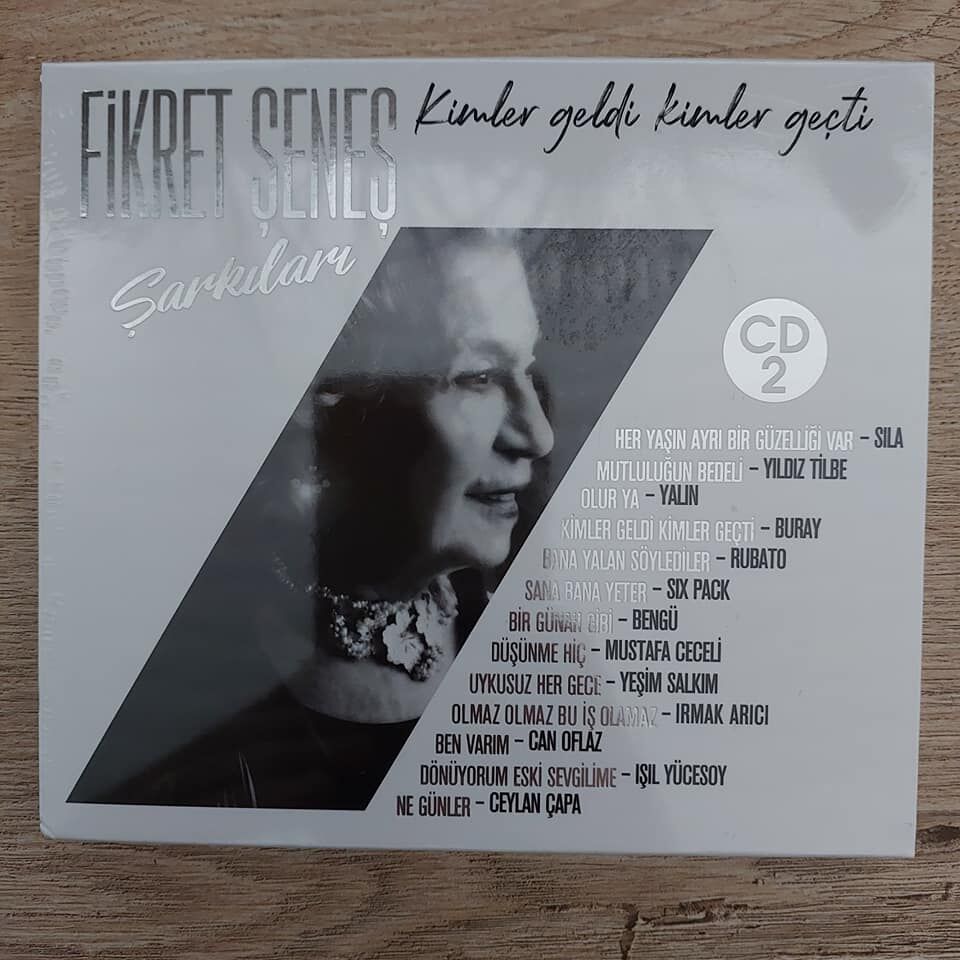 FİKRET ŞENEŞ
Kimler geldi kimler geçti
Şarkıları
CD
2
HER YAŞIN AYRI BİR GÜZELLİĞİ VAR – SILA
MUTLULUĞUN BEDELİ – YILDIZ TİLBE
OLUR YA – YALIN
KİMLER GELDİ KİMLER GEÇTİ – BURAY
BANA YALAN SÖYLEDİLER – RUBATO
SANA BANA YETER – SIX PACK
BİR GÜNAH GİBİ – BENGÜ
DÜŞÜNME HİÇ – MUSTAFA CECELİ
UYKUSUZ HER GECE – YEŞİM SALKIM
OLMAZ OLMAZ BU İŞ OLAMAZ – IRMAK ARICI
BEN VARIM – CAN OFLAZ
DÖNÜYORUM ESKİ SEVGİLİME – IŞIL YÜCESOY
NE GÜNLER – CEYLAN ÇAPA